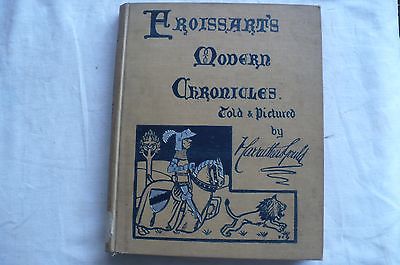 FROISSART'S
MODERN
CHRONICLES.
Told & Pictured
by
F Carruthers Gould